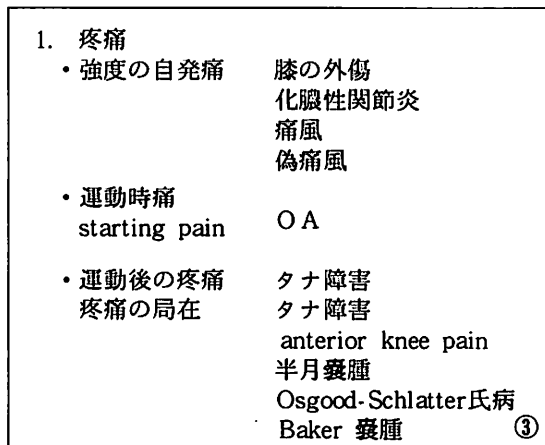 1. 疼痛
・強度の自発痛 膝の外傷
化膿性関節炎
痛風
偽痛風
・運動時痛
starting pain OA
・運動後の疼痛 タナ障害
疼痛の局在 タナ障害
anterior knee pain
半月嚢腫
Osgood-Schlatter氏病
Baker 嚢腫 ③